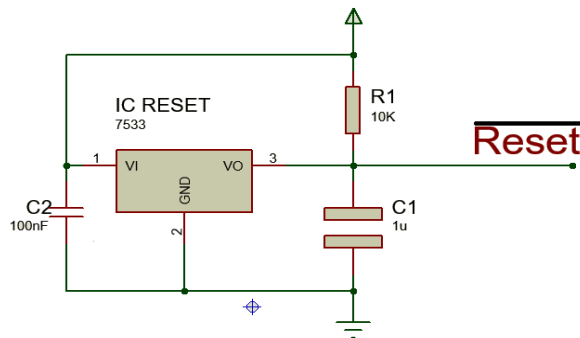 IC RESET
7533
R1
10K
Reset
1
VI
VO
3
GND
2
C2
100nF
C1
1u